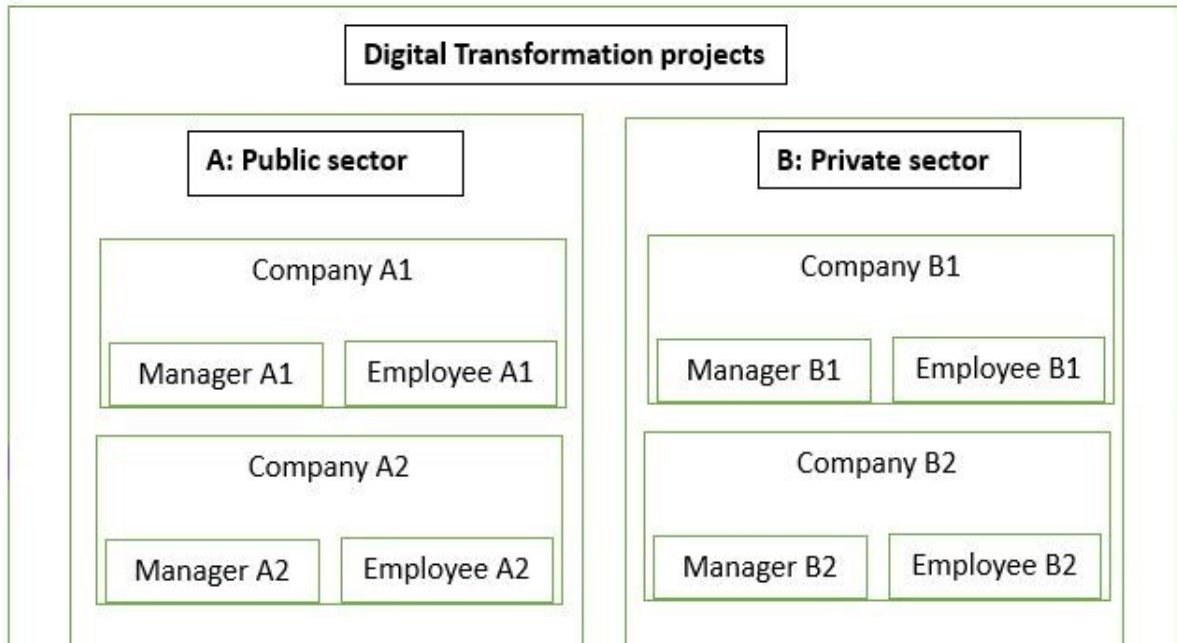 Digital Transformation projects
A: Public sector
B: Private sector
Company A1
Manager A1
Employee A1
Company A2
Manager A2
Employee A2
Company B1
Manager B1
Employee B1
Company B2
Manager B2
Employee B2